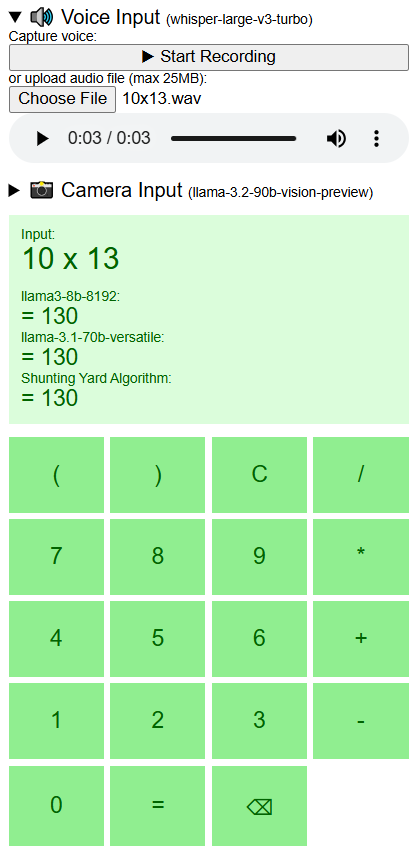 ▼ 🔊 Voice Input (whisper-large-v3-turbo)
Capture voice:
▶ Start Recording
or upload audio file (max 25MB):
Choose File 10x13.wav
0:03 / 0:03
▶ 📷 Camera Input (llama-3.2-90b-vision-preview)
Input:
10 x 13
llama3-8b-8192:
= 130
llama-3.1-70b-versatile:
= 130
Shunting Yard Algorithm:
= 130
( ) C /
7 8 9 *
4 5 6 +
1 2 3 -
0 = ⌫